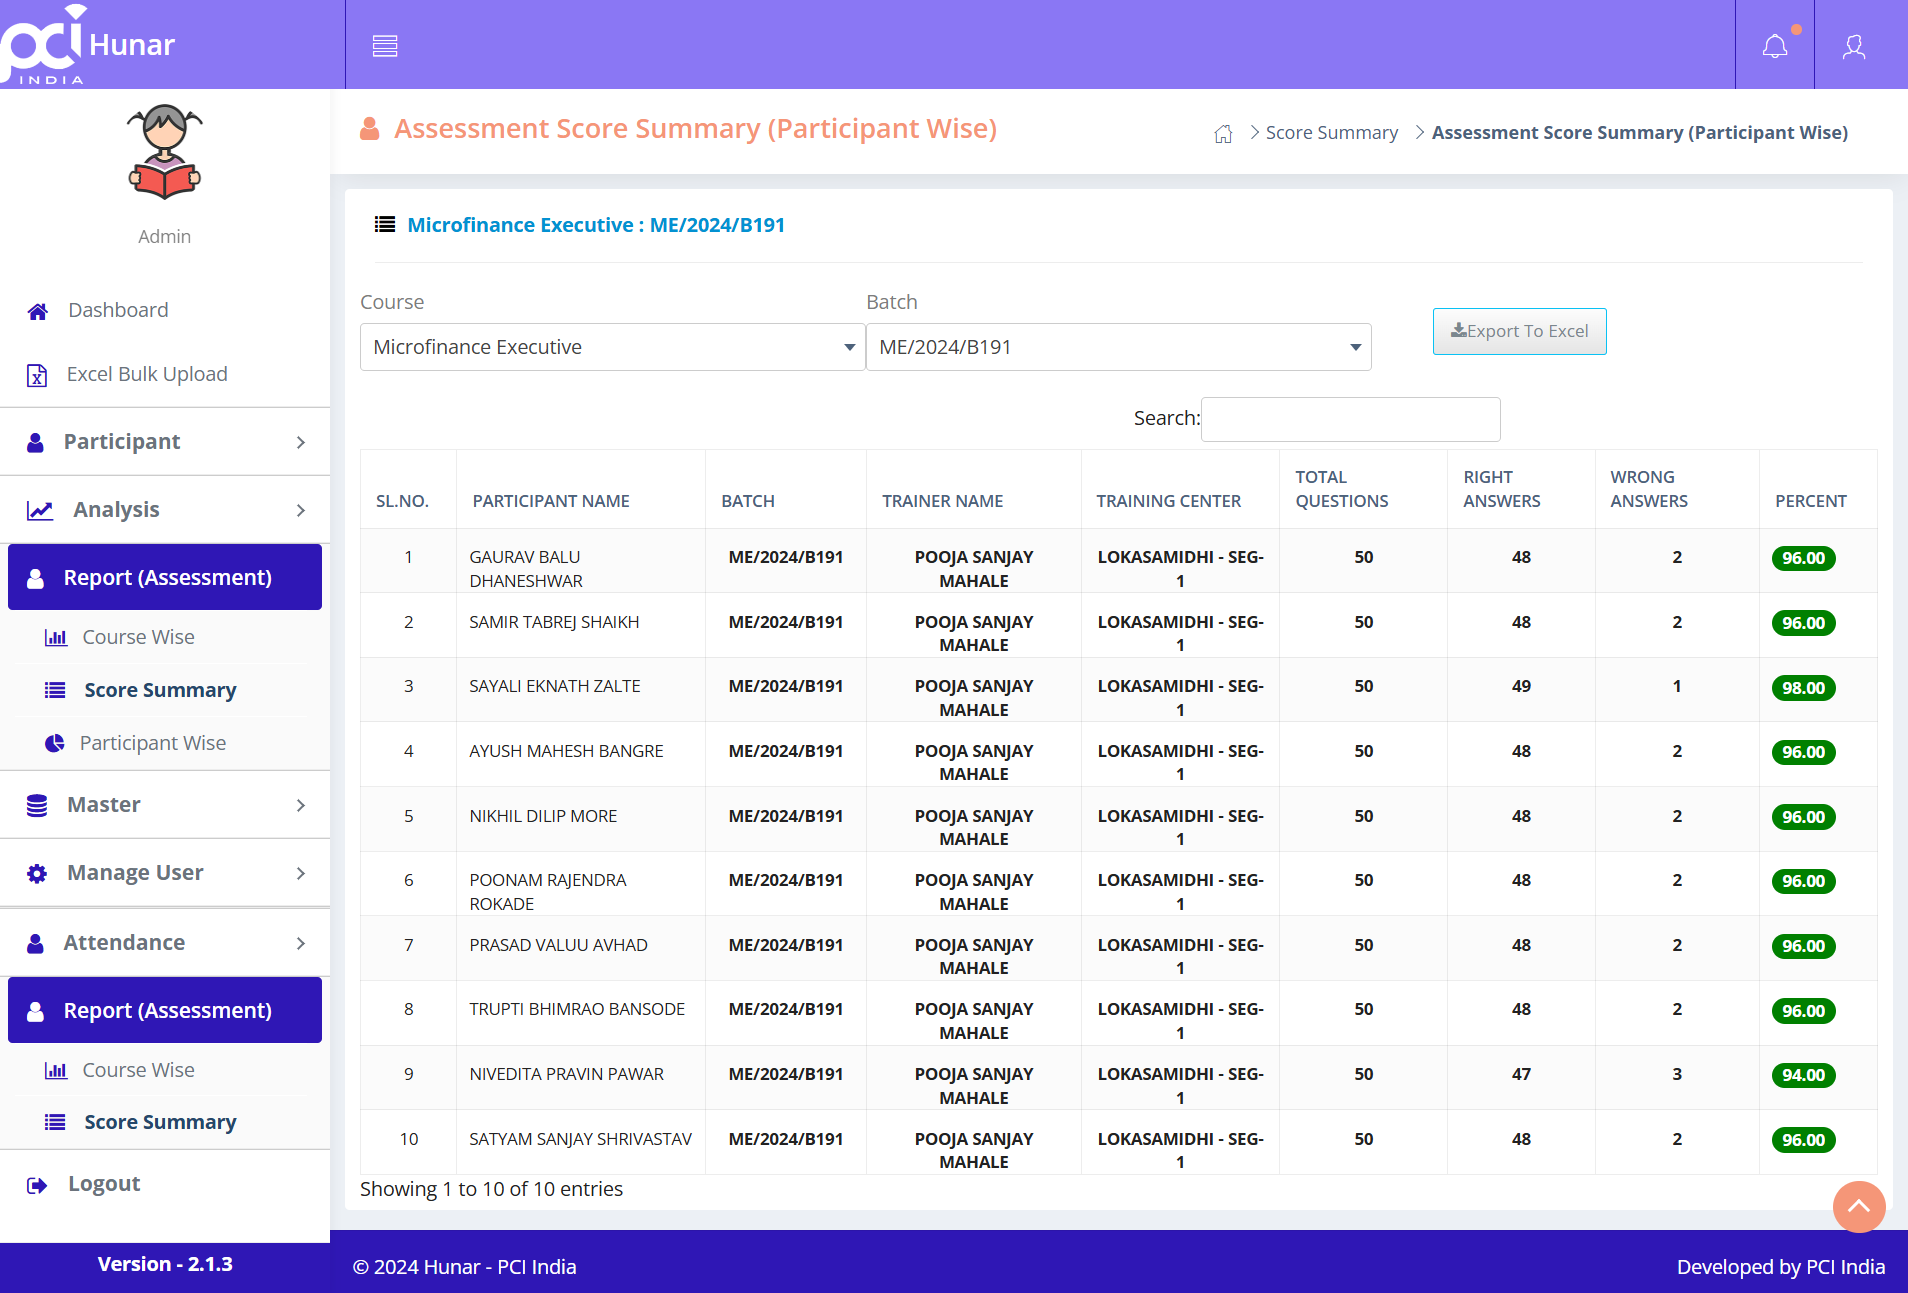 pci
INDIA
Hunar
Admin
Dashboard
Excel Bulk Upload
Participant
Analysis
Report (Assessment)
Course Wise
Score Summary
Participant Wise
Master
Manage User
Attendance
Report (Assessment)
Course Wise
Score Summary
Logout
Version - 2.1.3
Assessment Score Summary (Participant Wise)
Score Summary Assessment Score Summary (Participant Wise)
Microfinance Executive : ME/2024/B191
Course Batch
Microfinance Executive ME/2024/B191 Export To Excel
Search:
SL.NO. PARTICIPANT NAME BATCH TRAINER NAME TRAINING CENTER TOTAL QUESTIONS RIGHT ANSWERS WRONG ANSWERS PERCENT
1 GAURAV BALU DHANESHWAR ME/2024/B191 POOJA SANJAY MAHALE LOKASAMIDHI - SEG-1 50 48 2 96.00
2 SAMIR TABREJ SHAIKH ME/2024/B191 POOJA SANJAY MAHALE LOKASAMIDHI - SEG-1 50 48 2 96.00
3 SAYALI EKNATH ZALTE ME/2024/B191 POOJA SANJAY MAHALE LOKASAMIDHI - SEG-1 50 49 1 98.00
4 AYUSH MAHESH BANGRE ME/2024/B191 POOJA SANJAY MAHALE LOKASAMIDHI - SEG-1 50 48 2 96.00
5 NIKHIL DILIP MORE ME/2024/B191 POOJA SANJAY MAHALE LOKASAMIDHI - SEG-1 50 48 2 96.00
6 POONAM RAJENDRA ROKADE ME/2024/B191 POOJA SANJAY MAHALE LOKASAMIDHI - SEG-1 50 48 2 96.00
7 PRASAD VALUU AVHAD ME/2024/B191 POOJA SANJAY MAHALE LOKASAMIDHI - SEG-1 50 48 2 96.00
8 TRUPTI BHIMRAO BANSODE ME/2024/B191 POOJA SANJAY MAHALE LOKASAMIDHI - SEG-1 50 48 2 96.00
9 NIVEDITA PRAVIN PAWAR ME/2024/B191 POOJA SANJAY MAHALE LOKASAMIDHI - SEG-1 50 47 3 94.00
10 SATYAM SANJAY SHRIVASTAV ME/2024/B191 POOJA SANJAY MAHALE LOKASAMIDHI - SEG-1 50 48 2 96.00
Showing 1 to 10 of 10 entries
© 2024 Hunar - PCI India
Developed by PCI India